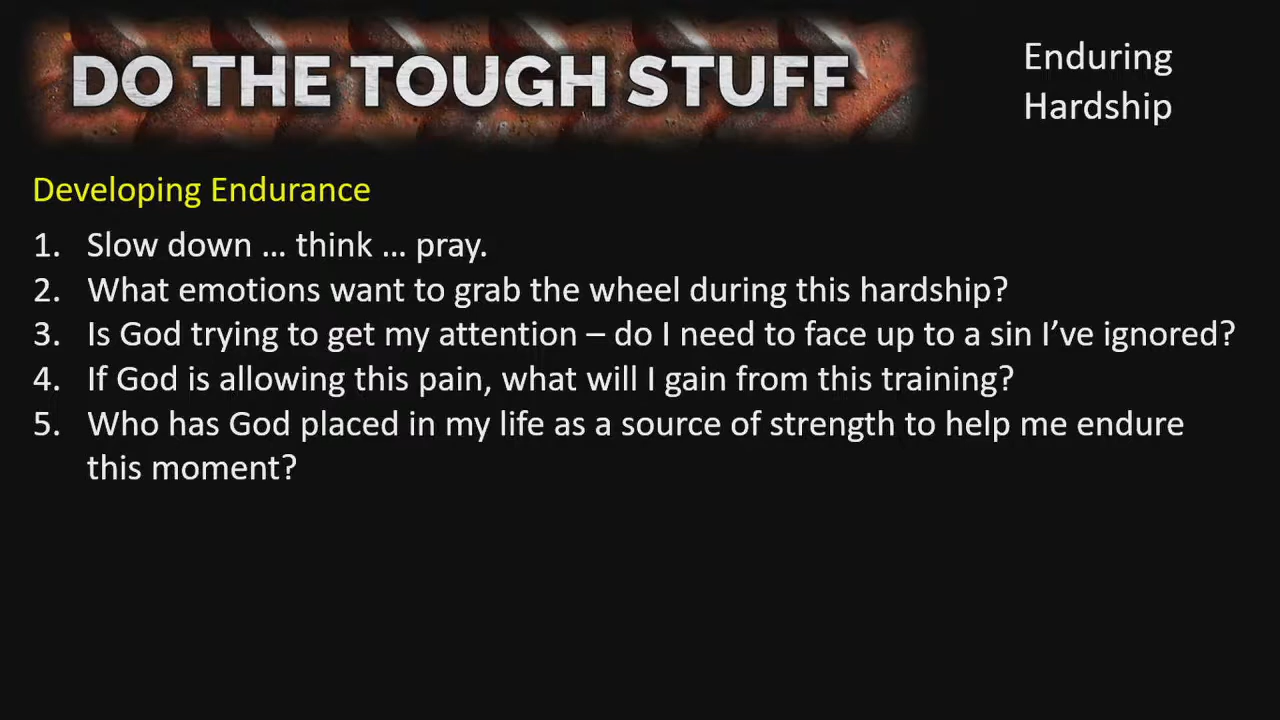 DO THE TOUGH STUFF
Enduring
Hardship
Developing Endurance
1. Slow down ... think ... pray.
2. What emotions want to grab the wheel during this hardship?
3. Is God trying to get my attention – do I need to face up to a sin I’ve ignored?
4. If God is allowing this pain, what will I gain from this training?
5. Who has God placed in my life as a source of strength to help me endure
this moment?